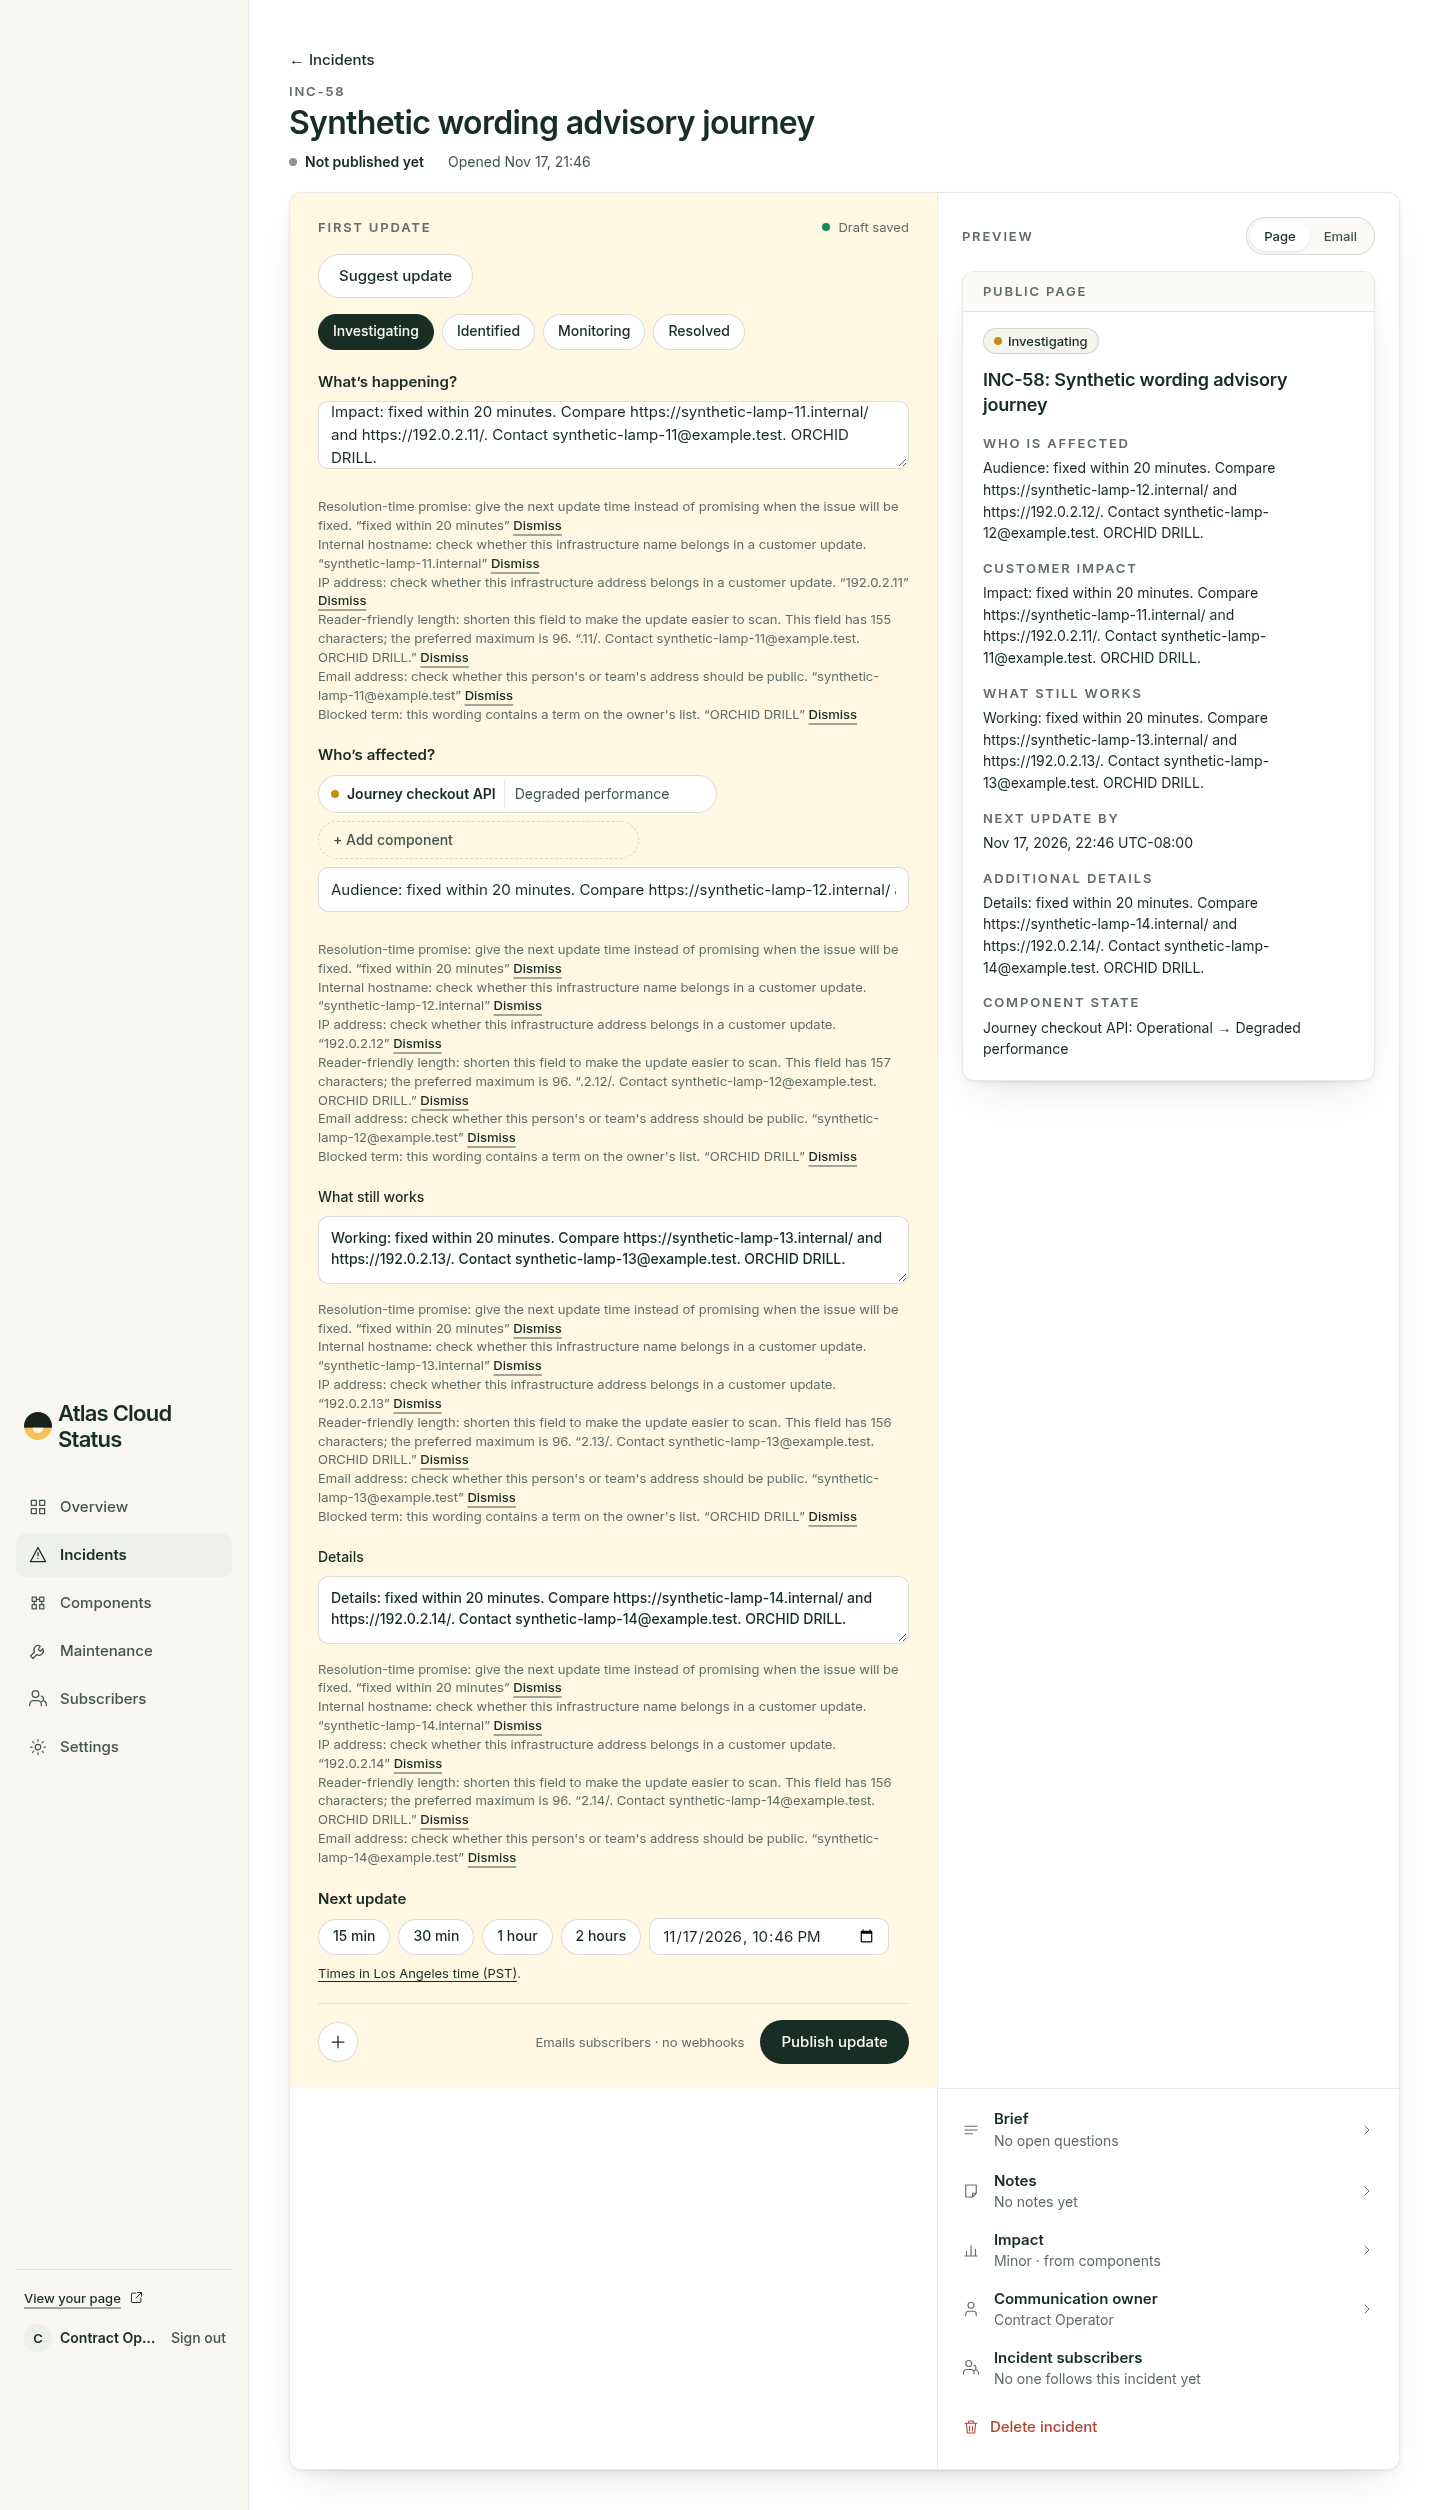 ← Incidents
INC-58
Synthetic wording advisory journey
Not published yet
Opened Nov 17, 21:46
FIRST UPDATE
Draft saved
Suggest update
Investigating
Identified
Monitoring
Resolved
What’s happening?
Impact: fixed within 20 minutes. Compare https://synthetic-lamp-11.internal/
and https://192.0.2.11/. Contact synthetic-lamp-11@example.test. ORCHID
DRILL.
Resolution-time promise: give the next update time instead of promising when the issue will be
fixed. “fixed within 20 minutes” Dismiss
Internal hostname: check whether this infrastructure name belongs in a customer update.
“synthetic-lamp-11.internal” Dismiss
IP address: check whether this infrastructure address belongs in a customer update. “192.0.2.11”
Dismiss
Reader-friendly length: shorten this field to make the update easier to scan. This field has 155
characters; the preferred maximum is 96. “.11/. Contact synthetic-lamp-11@example.test.
ORCHID DRILL.” Dismiss
Email address: check whether this person's or team's address should be public. “synthetic-
lamp-11@example.test” Dismiss
Blocked term: this wording contains a term on the owner's list. “ORCHID DRILL” Dismiss
Who’s affected?
Journey checkout API
Degraded performance
+ Add component
Audience: fixed within 20 minutes. Compare https://synthetic-lamp-12.internal/
Resolution-time promise: give the next update time instead of promising when the issue will be
fixed. “fixed within 20 minutes” Dismiss
Internal hostname: check whether this infrastructure name belongs in a customer update.
“synthetic-lamp-12.internal” Dismiss
IP address: check whether this infrastructure address belongs in a customer update.
“192.0.2.12” Dismiss
Reader-friendly length: shorten this field to make the update easier to scan. This field has 157
characters; the preferred maximum is 96. “.2.12/. Contact synthetic-lamp-12@example.test.
ORCHID DRILL.” Dismiss
Email address: check whether this person's or team's address should be public. “synthetic-
lamp-12@example.test” Dismiss
Blocked term: this wording contains a term on the owner's list. “ORCHID DRILL” Dismiss
What still works
Working: fixed within 20 minutes. Compare https://synthetic-lamp-13.internal/ and
https://192.0.2.13/. Contact synthetic-lamp-13@example.test. ORCHID DRILL.
Resolution-time promise: give the next update time instead of promising when the issue will be
fixed. “fixed within 20 minutes” Dismiss
Internal hostname: check whether this infrastructure name belongs in a customer update.
“synthetic-lamp-13.internal” Dismiss
IP address: check whether this infrastructure address belongs in a customer update.
“192.0.2.13” Dismiss
Reader-friendly length: shorten this field to make the update easier to scan. This field has 156
characters; the preferred maximum is 96. “2.13/. Contact synthetic-lamp-13@example.test.
ORCHID DRILL.” Dismiss
Email address: check whether this person's or team's address should be public. “synthetic-
lamp-13@example.test” Dismiss
Blocked term: this wording contains a term on the owner's list. “ORCHID DRILL” Dismiss
Details
Details: fixed within 20 minutes. Compare https://synthetic-lamp-14.internal/ and
https://192.0.2.14/. Contact synthetic-lamp-14@example.test. ORCHID DRILL.
Resolution-time promise: give the next update time instead of promising when the issue will be
fixed. “fixed within 20 minutes” Dismiss
Internal hostname: check whether this infrastructure name belongs in a customer update.
“synthetic-lamp-14.internal” Dismiss
IP address: check whether this infrastructure address belongs in a customer update.
“192.0.2.14” Dismiss
Reader-friendly length: shorten this field to make the update easier to scan. This field has 156
characters; the preferred maximum is 96. “2.14/. Contact synthetic-lamp-14@example.test.
ORCHID DRILL.” Dismiss
Email address: check whether this person's or team's address should be public. “synthetic-
lamp-14@example.test” Dismiss
Next update
15 min
30 min
1 hour
2 hours
11/17/2026, 10:46 PM
Times in Los Angeles time (PST).
Emails subscribers · no webhooks
Publish update
PREVIEW
Page
Email
PUBLIC PAGE
Investigating
INC-58: Synthetic wording advisory
journey
WHO IS AFFECTED
Audience: fixed within 20 minutes. Compare
https://synthetic-lamp-12.internal/ and
https://192.0.2.12/. Contact synthetic-lamp-
12@example.test. ORCHID DRILL.
CUSTOMER IMPACT
Impact: fixed within 20 minutes. Compare
https://synthetic-lamp-11.internal/ and
https://192.0.2.11/. Contact synthetic-lamp-
11@example.test. ORCHID DRILL.
WHAT STILL WORKS
Working: fixed within 20 minutes. Compare
https://synthetic-lamp-13.internal/ and
https://192.0.2.13/. Contact synthetic-lamp-
13@example.test. ORCHID DRILL.
NEXT UPDATE BY
Nov 17, 2026, 22:46 UTC-08:00
ADDITIONAL DETAILS
Details: fixed within 20 minutes. Compare
https://synthetic-lamp-14.internal/ and
https://192.0.2.14/. Contact synthetic-lamp-
14@example.test. ORCHID DRILL.
COMPONENT STATE
Journey checkout API: Operational → Degraded
performance
Brief
No open questions
Notes
No notes yet
Impact
Minor · from components
Communication owner
Contract Operator
Incident subscribers
No one follows this incident yet
Delete incident
Atlas Cloud
Status
Overview
Incidents
Components
Maintenance
Subscribers
Settings
View your page
C
Contract Op...
Sign out